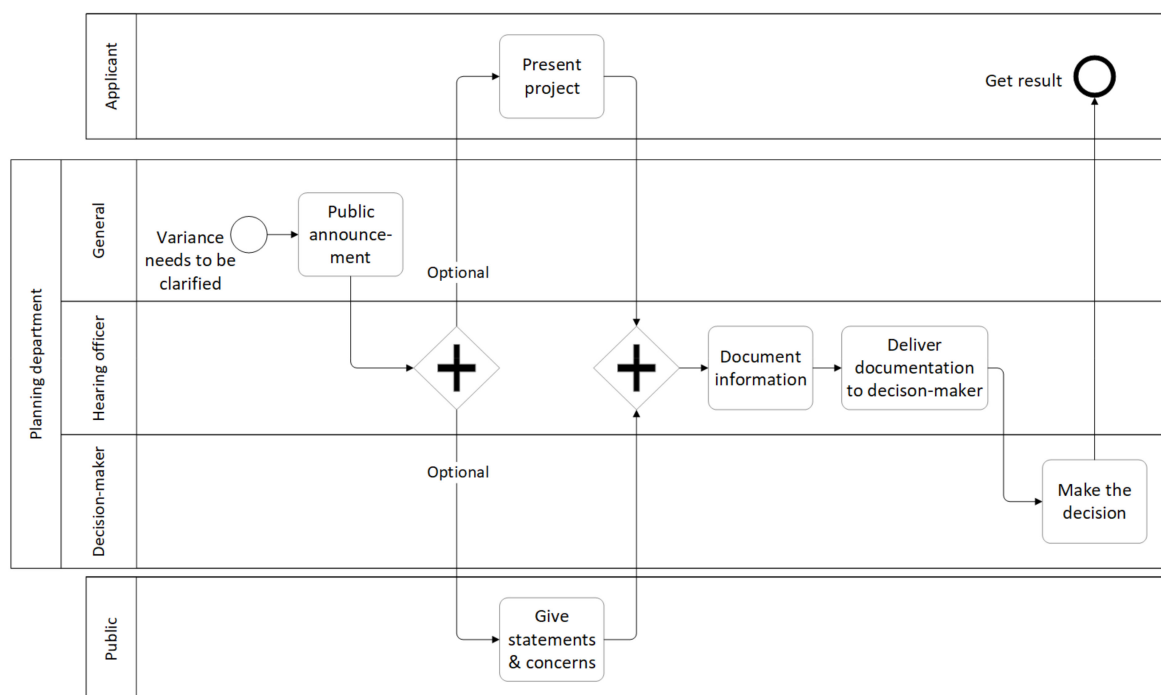 Applicant
Present
project
Get result
Planning department
General
Variance
needs to be
clarified
Public
announce-
ment
Optional
Hearing officer
Document
information
Deliver
documentation
to decison-maker
Decision-maker
Optional
Make the
decision
Public
Give
statements
& concerns